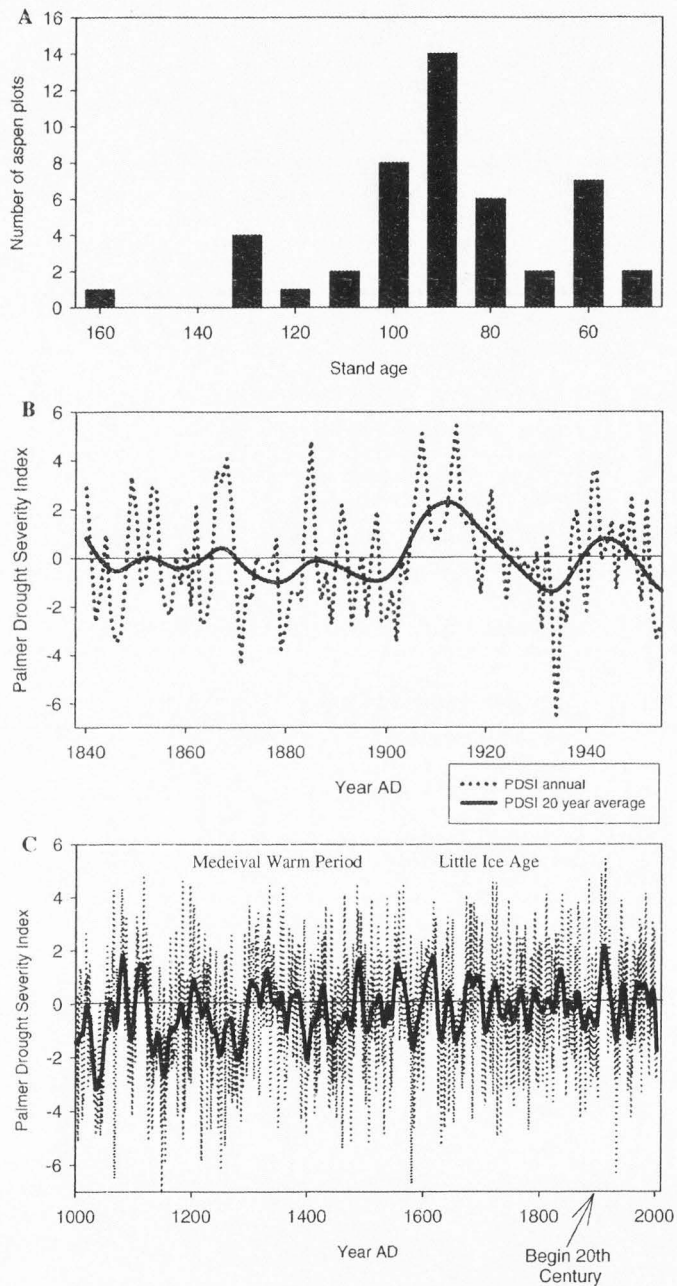 A
Number of aspen plots
16
14
12
10
8
6
4
2
0
160 140 120 100 80 60
Stand age
B
Palmer Drought Severity Index
6
4
2
0
-2
-4
-6
1840 1860 1880 1900 1920 1940
Year AD
PDSI annual
PDSI 20 year average
C
Palmer Drought Severity Index
6
4
2
0
-2
-4
-6
Medeival Warm Period Little Ice Age
1000 1200 1400 1600 1800 2000
Year AD
Begin 20th
Century